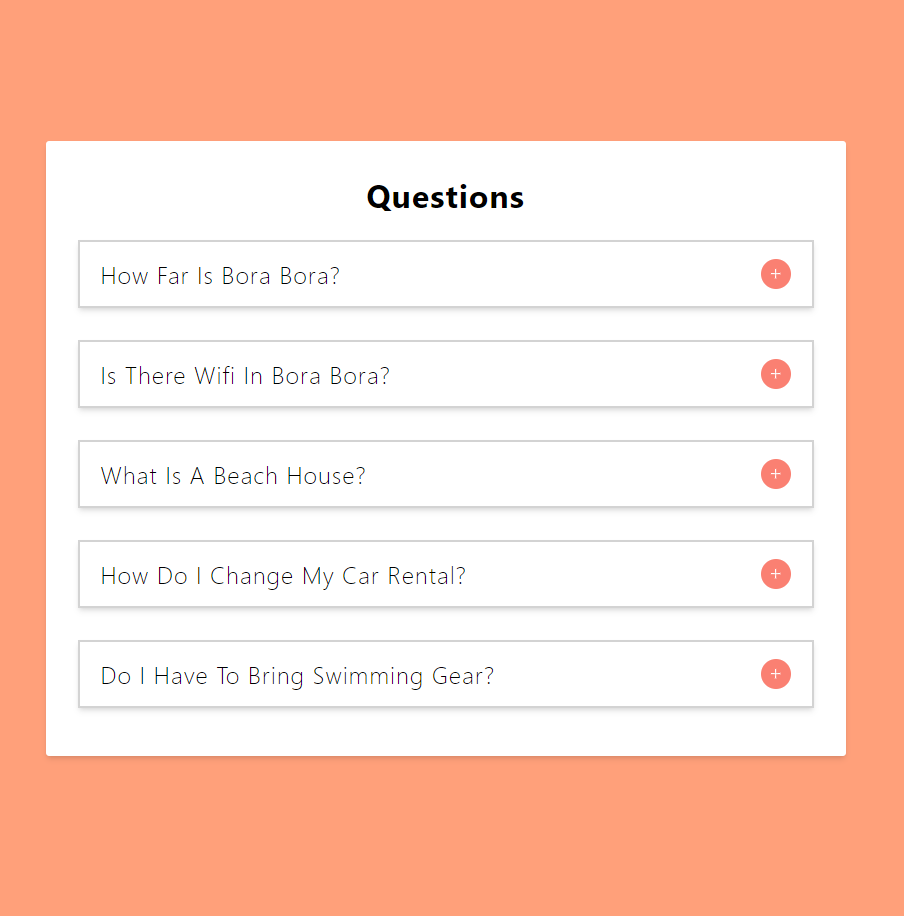 Questions
How Far Is Bora Bora?
+
Is There Wifi In Bora Bora?
+
What Is A Beach House?
+
How Do I Change My Car Rental?
+
Do I Have To Bring Swimming Gear?
+